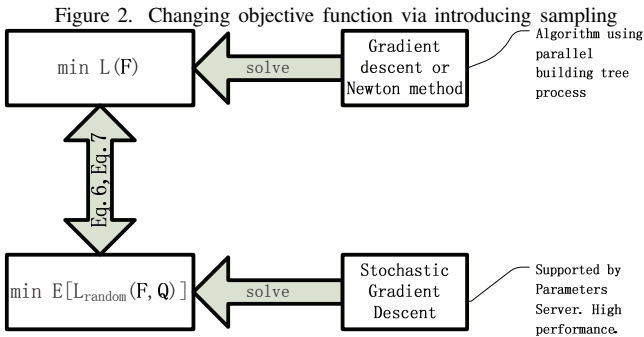 Figure 2. Changing objective function via introducing sampling
min L(F)
solve
Gradient
descent or
Newton method
Algorithm using
parallel
building tree
process
Eq.6,Eq.7
min E[Lrandom(F,Q)]
solve
Stochastic
Gradient
Descent
Supported by
Parameters
Server. High
performance.